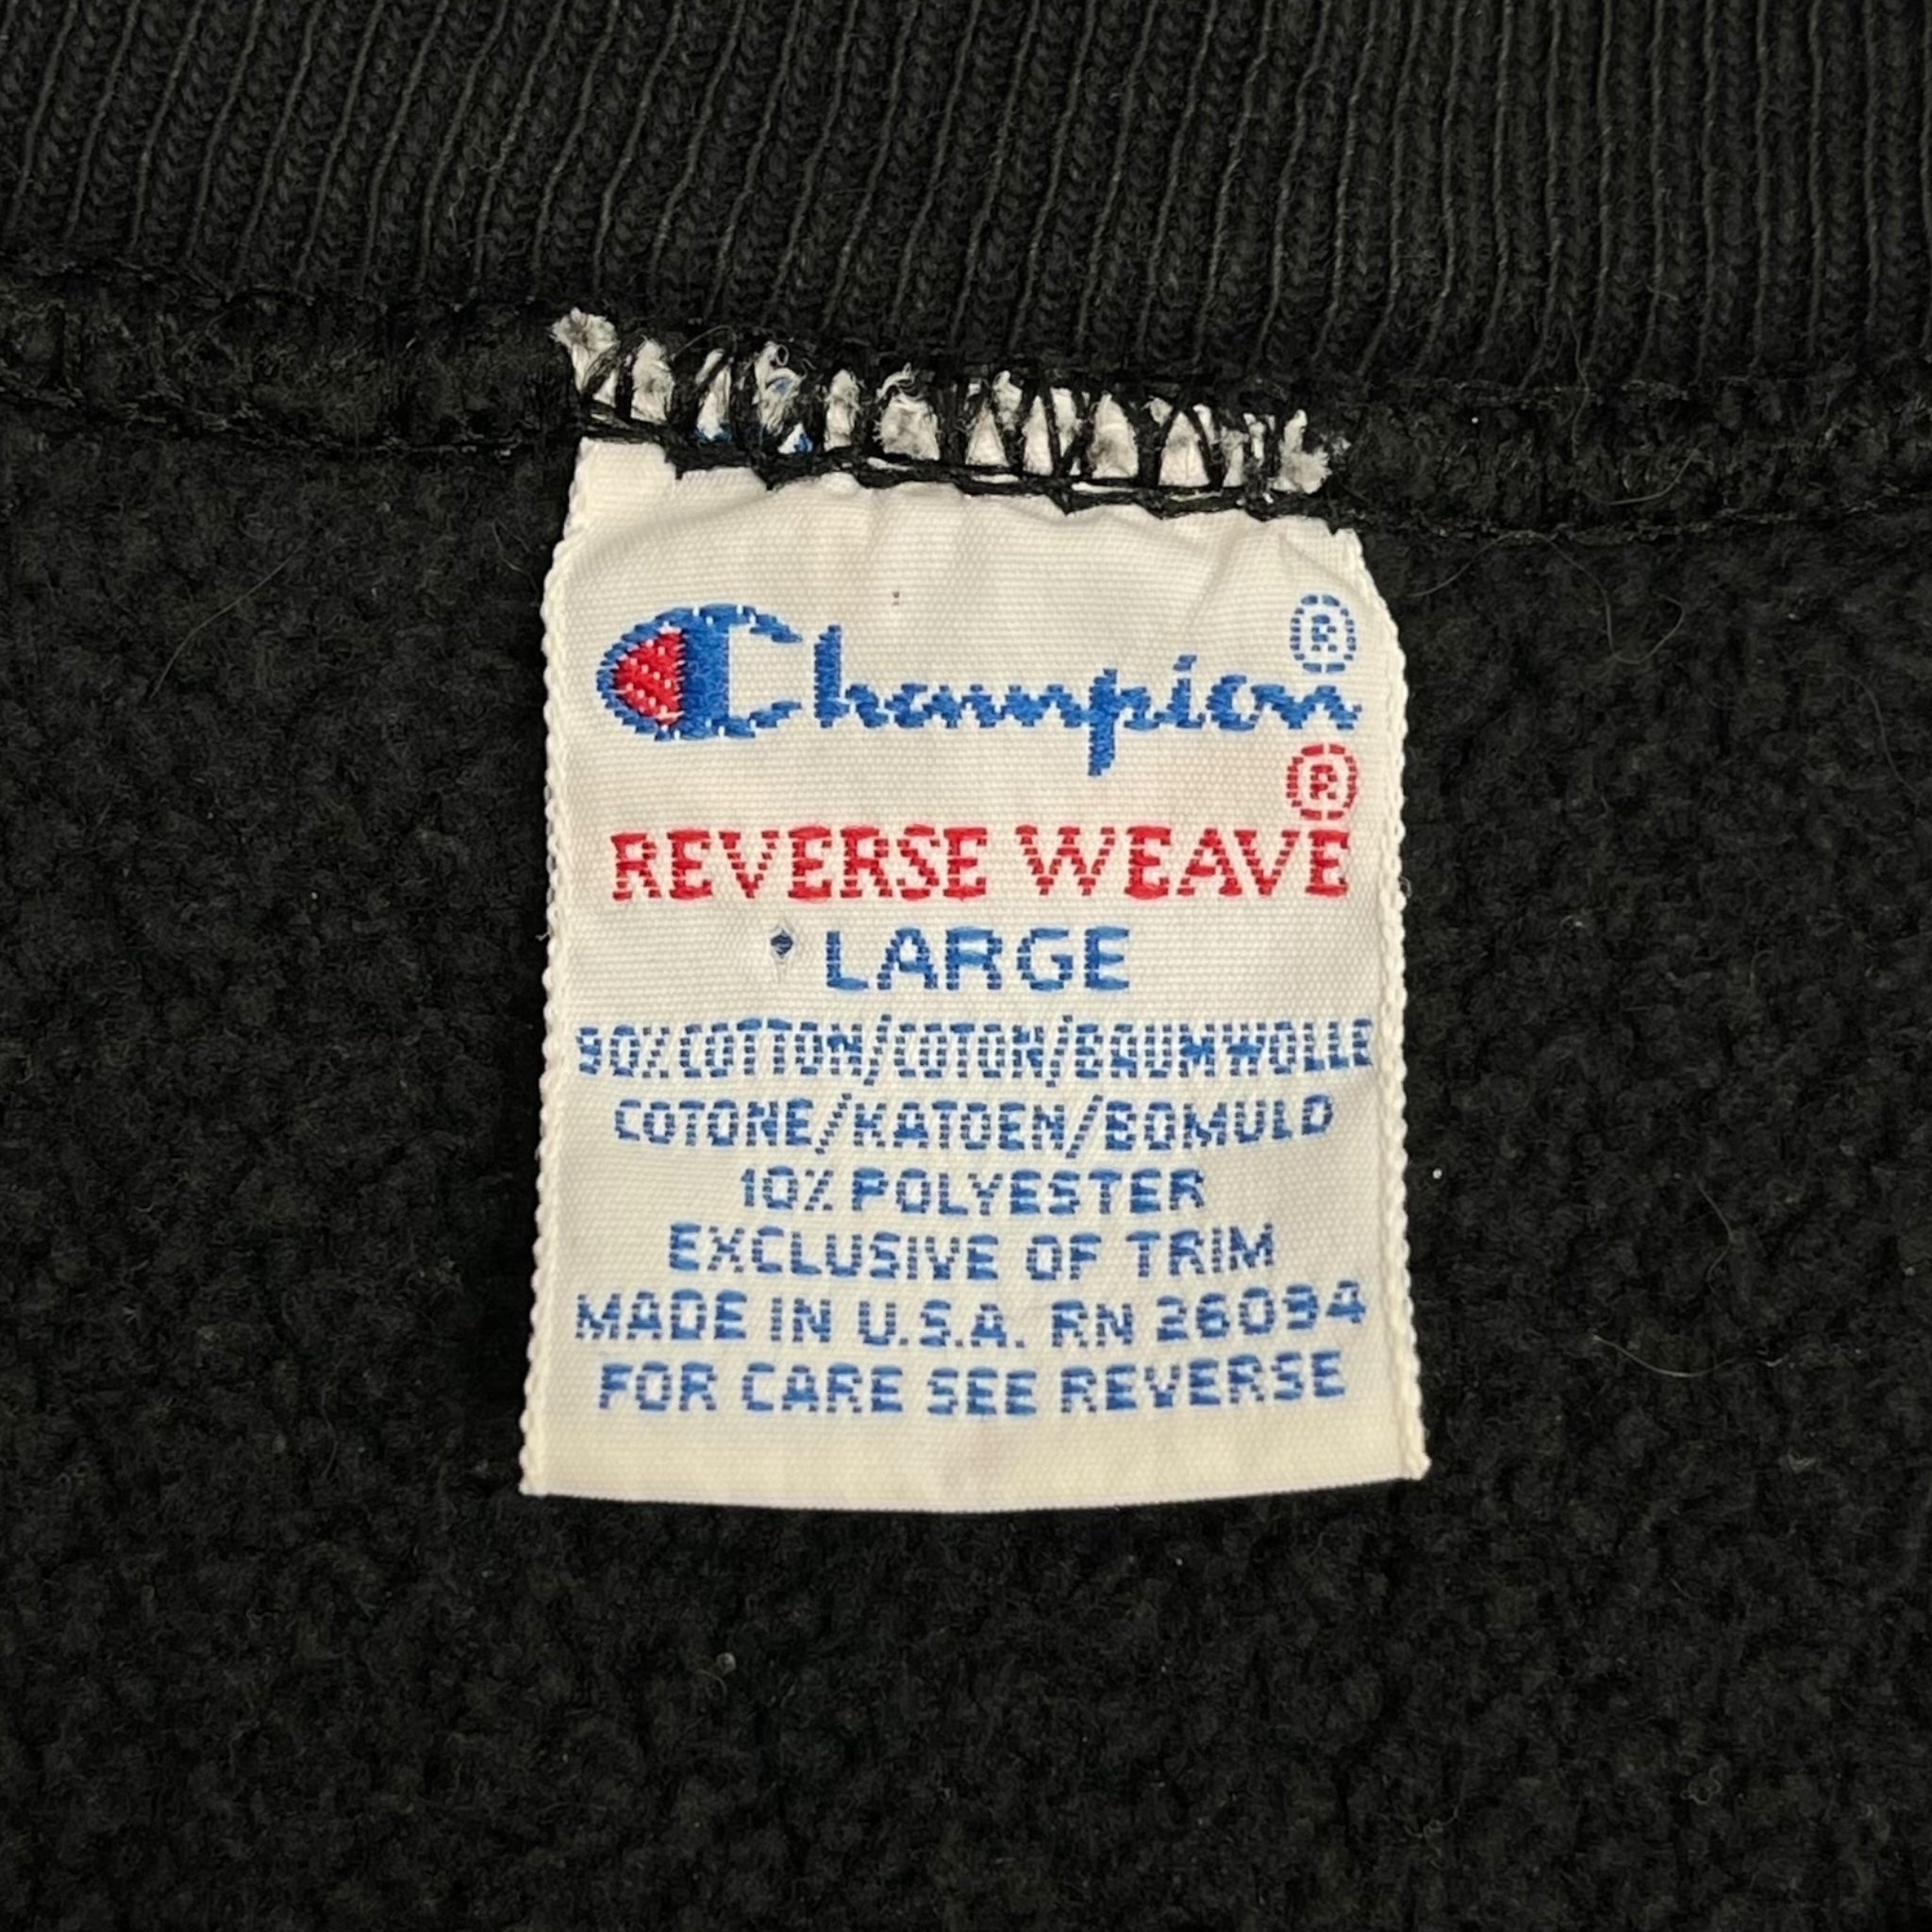 Champion®
REVERSE WEAVE®
LARGE
90% COTTON/COTON/BAUMWOLLE
COTONE/KATOEN/BOMULD
10% POLYESTER
EXCLUSIVE OF TRIM
MADE IN U.S.A. RN 26094
FOR CARE SEE REVERSE